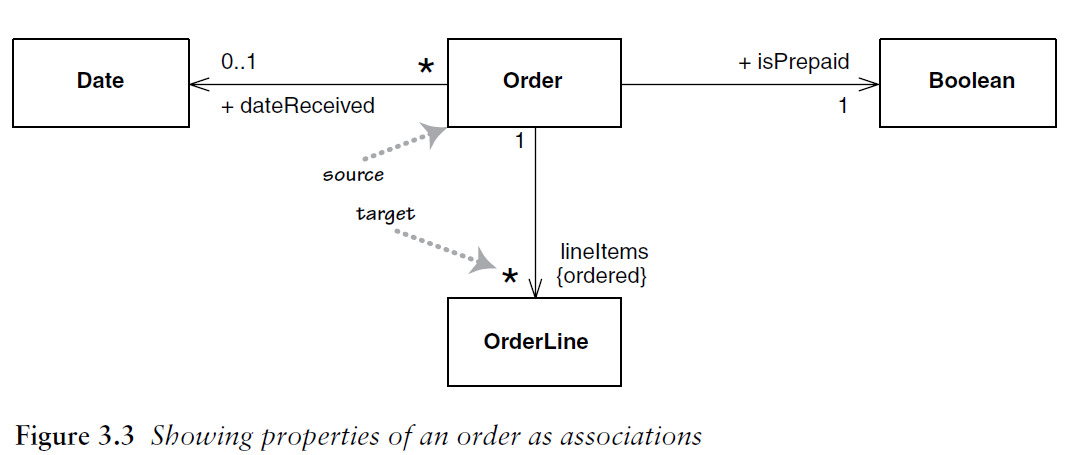 0..1
*
+ isPrepaid
Date
Order
Boolean
+ dateReceived
1
1
source
target
lineItems
*
{ordered}
OrderLine
Figure 3.3 Showing properties of an order as associations